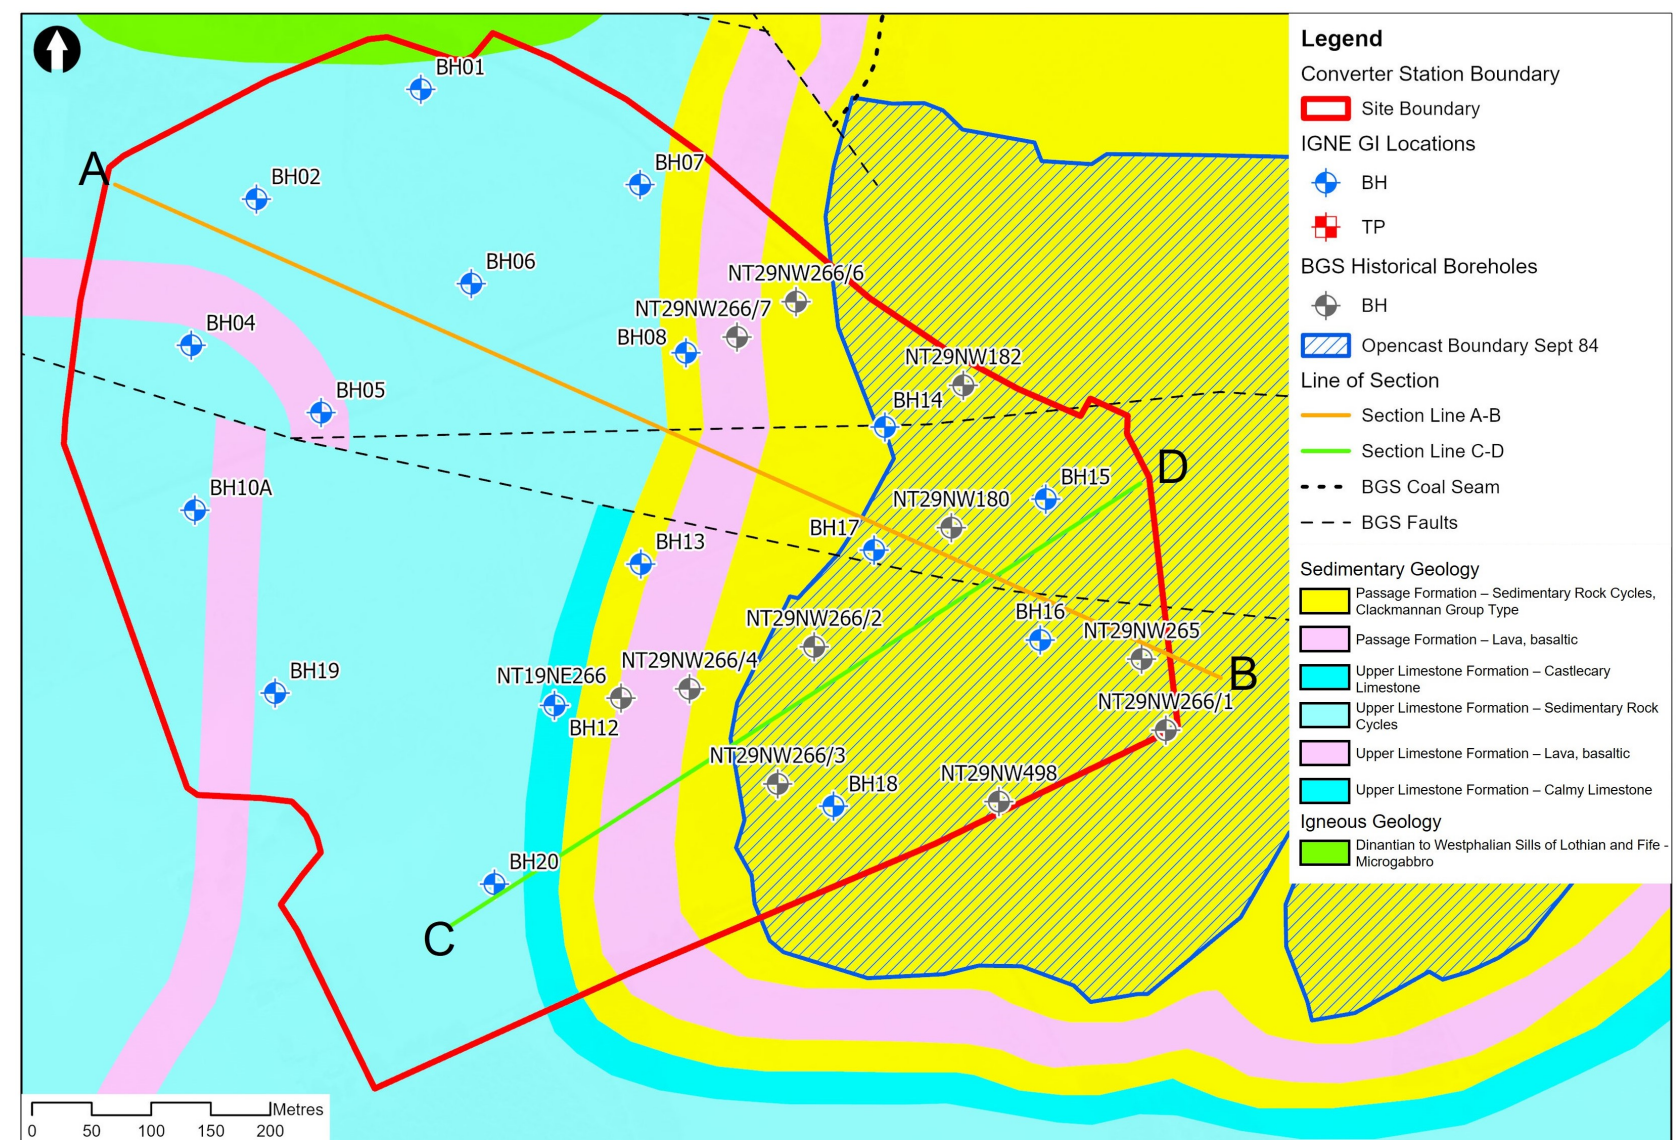 BH01
A
BH02
BH07
BH06
NT29NW266/6
NT29NW266/7
BH04
BH08
NT29NW182
BH05
BH14
D
BH15
BH10A
NT29NW180
BH17
BH13
BH16
NT29NW266/2
NT29NW265
BH19
NT19NE266
NT29NW266/4
B
NT29NW266/1
BH12
NT29NW266/3
NT29NW498
BH18
BH20
C
Metres
0 50 100 150 200
Legend
Converter Station Boundary
Site Boundary
IGNE GI Locations
BH
TP
BGS Historical Boreholes
BH
Opencast Boundary Sept 84
Line of Section
Section Line A-B
Section Line C-D
BGS Coal Seam
BGS Faults
Sedimentary Geology
Passage Formation – Sedimentary Rock Cycles,
Clackmannan Group Type
Passage Formation – Lava, basaltic
Upper Limestone Formation – Castlecary
Limestone
Upper Limestone Formation – Sedimentary Rock
Cycles
Upper Limestone Formation – Lava, basaltic
Upper Limestone Formation – Calmy Limestone
Igneous Geology
Dinantian to Westphalian Sills of Lothian and Fife -
Microgabbro